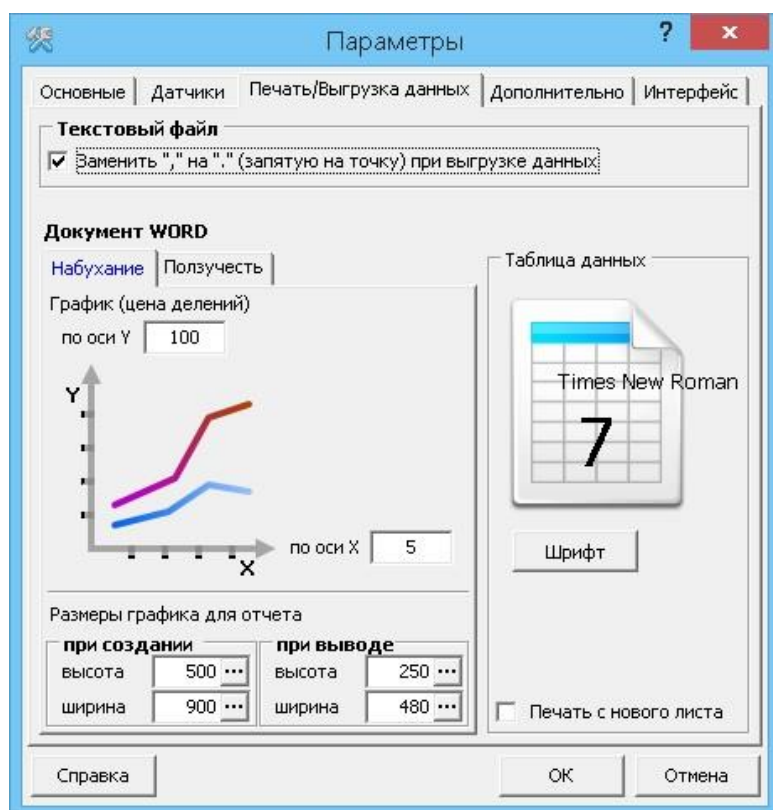 Параметры
? x
Основные Датчики Печать/Выгрузка данных Дополнительно Интерфейс
Текстовый файл
Заменить "," на "." (запятую на точку) при выгрузке данных
Документ WORD
Набухание Ползучесть
График (цена делений)
по оси Y 100
Y
X
по оси X 5
Размеры графика для отчета
при создании
высота 500 ...
ширина 900 ...
при выводе
высота 250 ...
ширина 480 ...
Таблица данных
Times New Roman
7
Шрифт
Печать с нового листа
Справка ОК Отмена